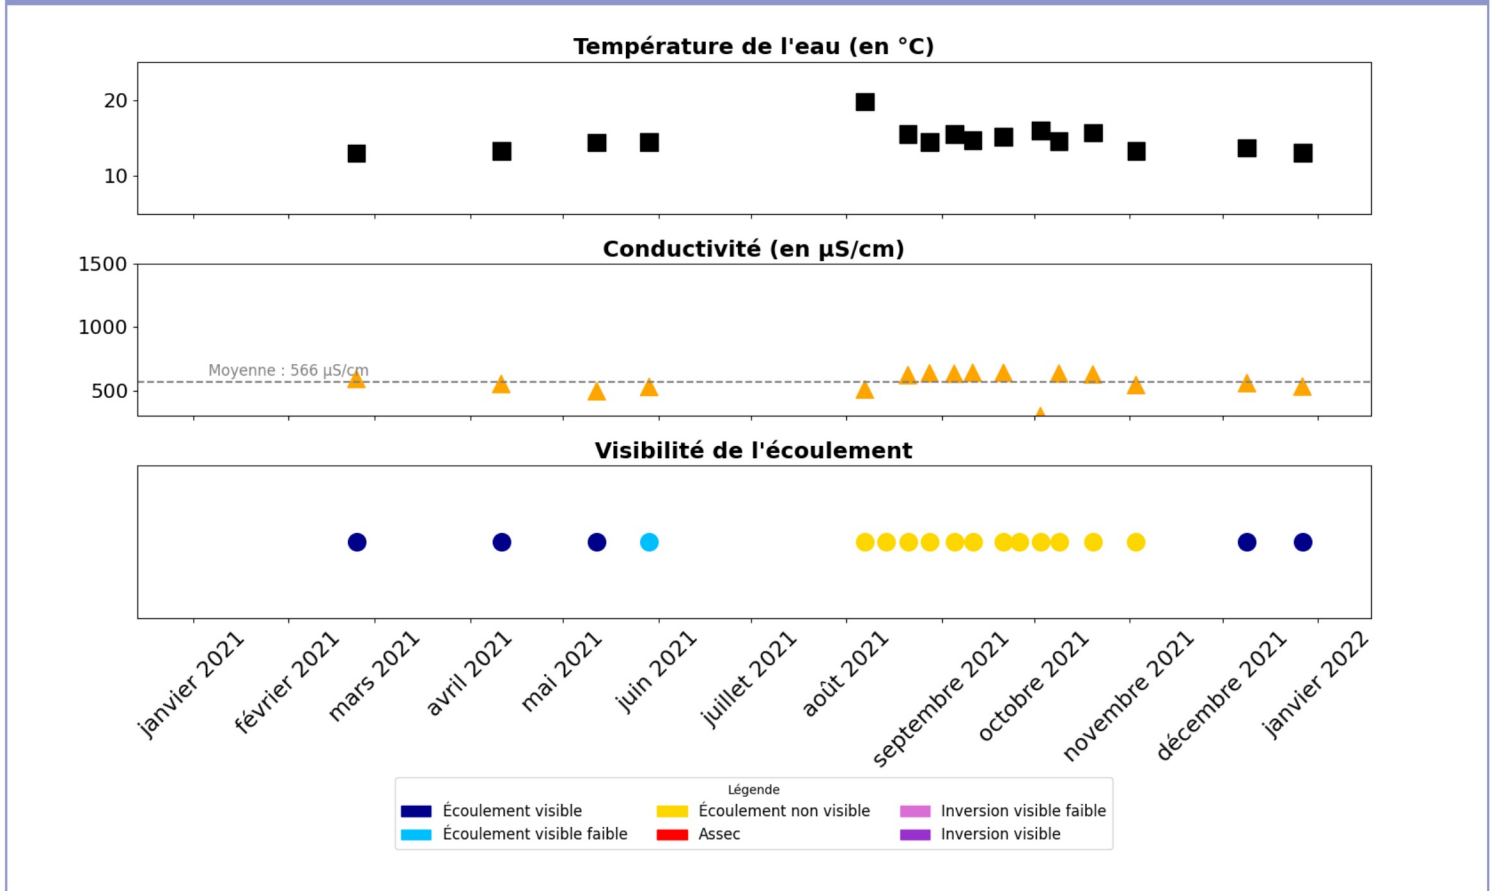 Température de l'eau (en °C)
20
10
Conductivité (en µS/cm)
1500
1000
500
Moyenne : 566 µS/cm
Visibilité de l'écoulement
janvier 2021
février 2021
mars 2021
avril 2021
mai 2021
juin 2021
juillet 2021
août 2021
septembre 2021
octobre 2021
novembre 2021
décembre 2021
janvier 2022
Légende
Écoulement visible
Écoulement non visible
Inversion visible faible
Écoulement visible faible
Assec
Inversion visible